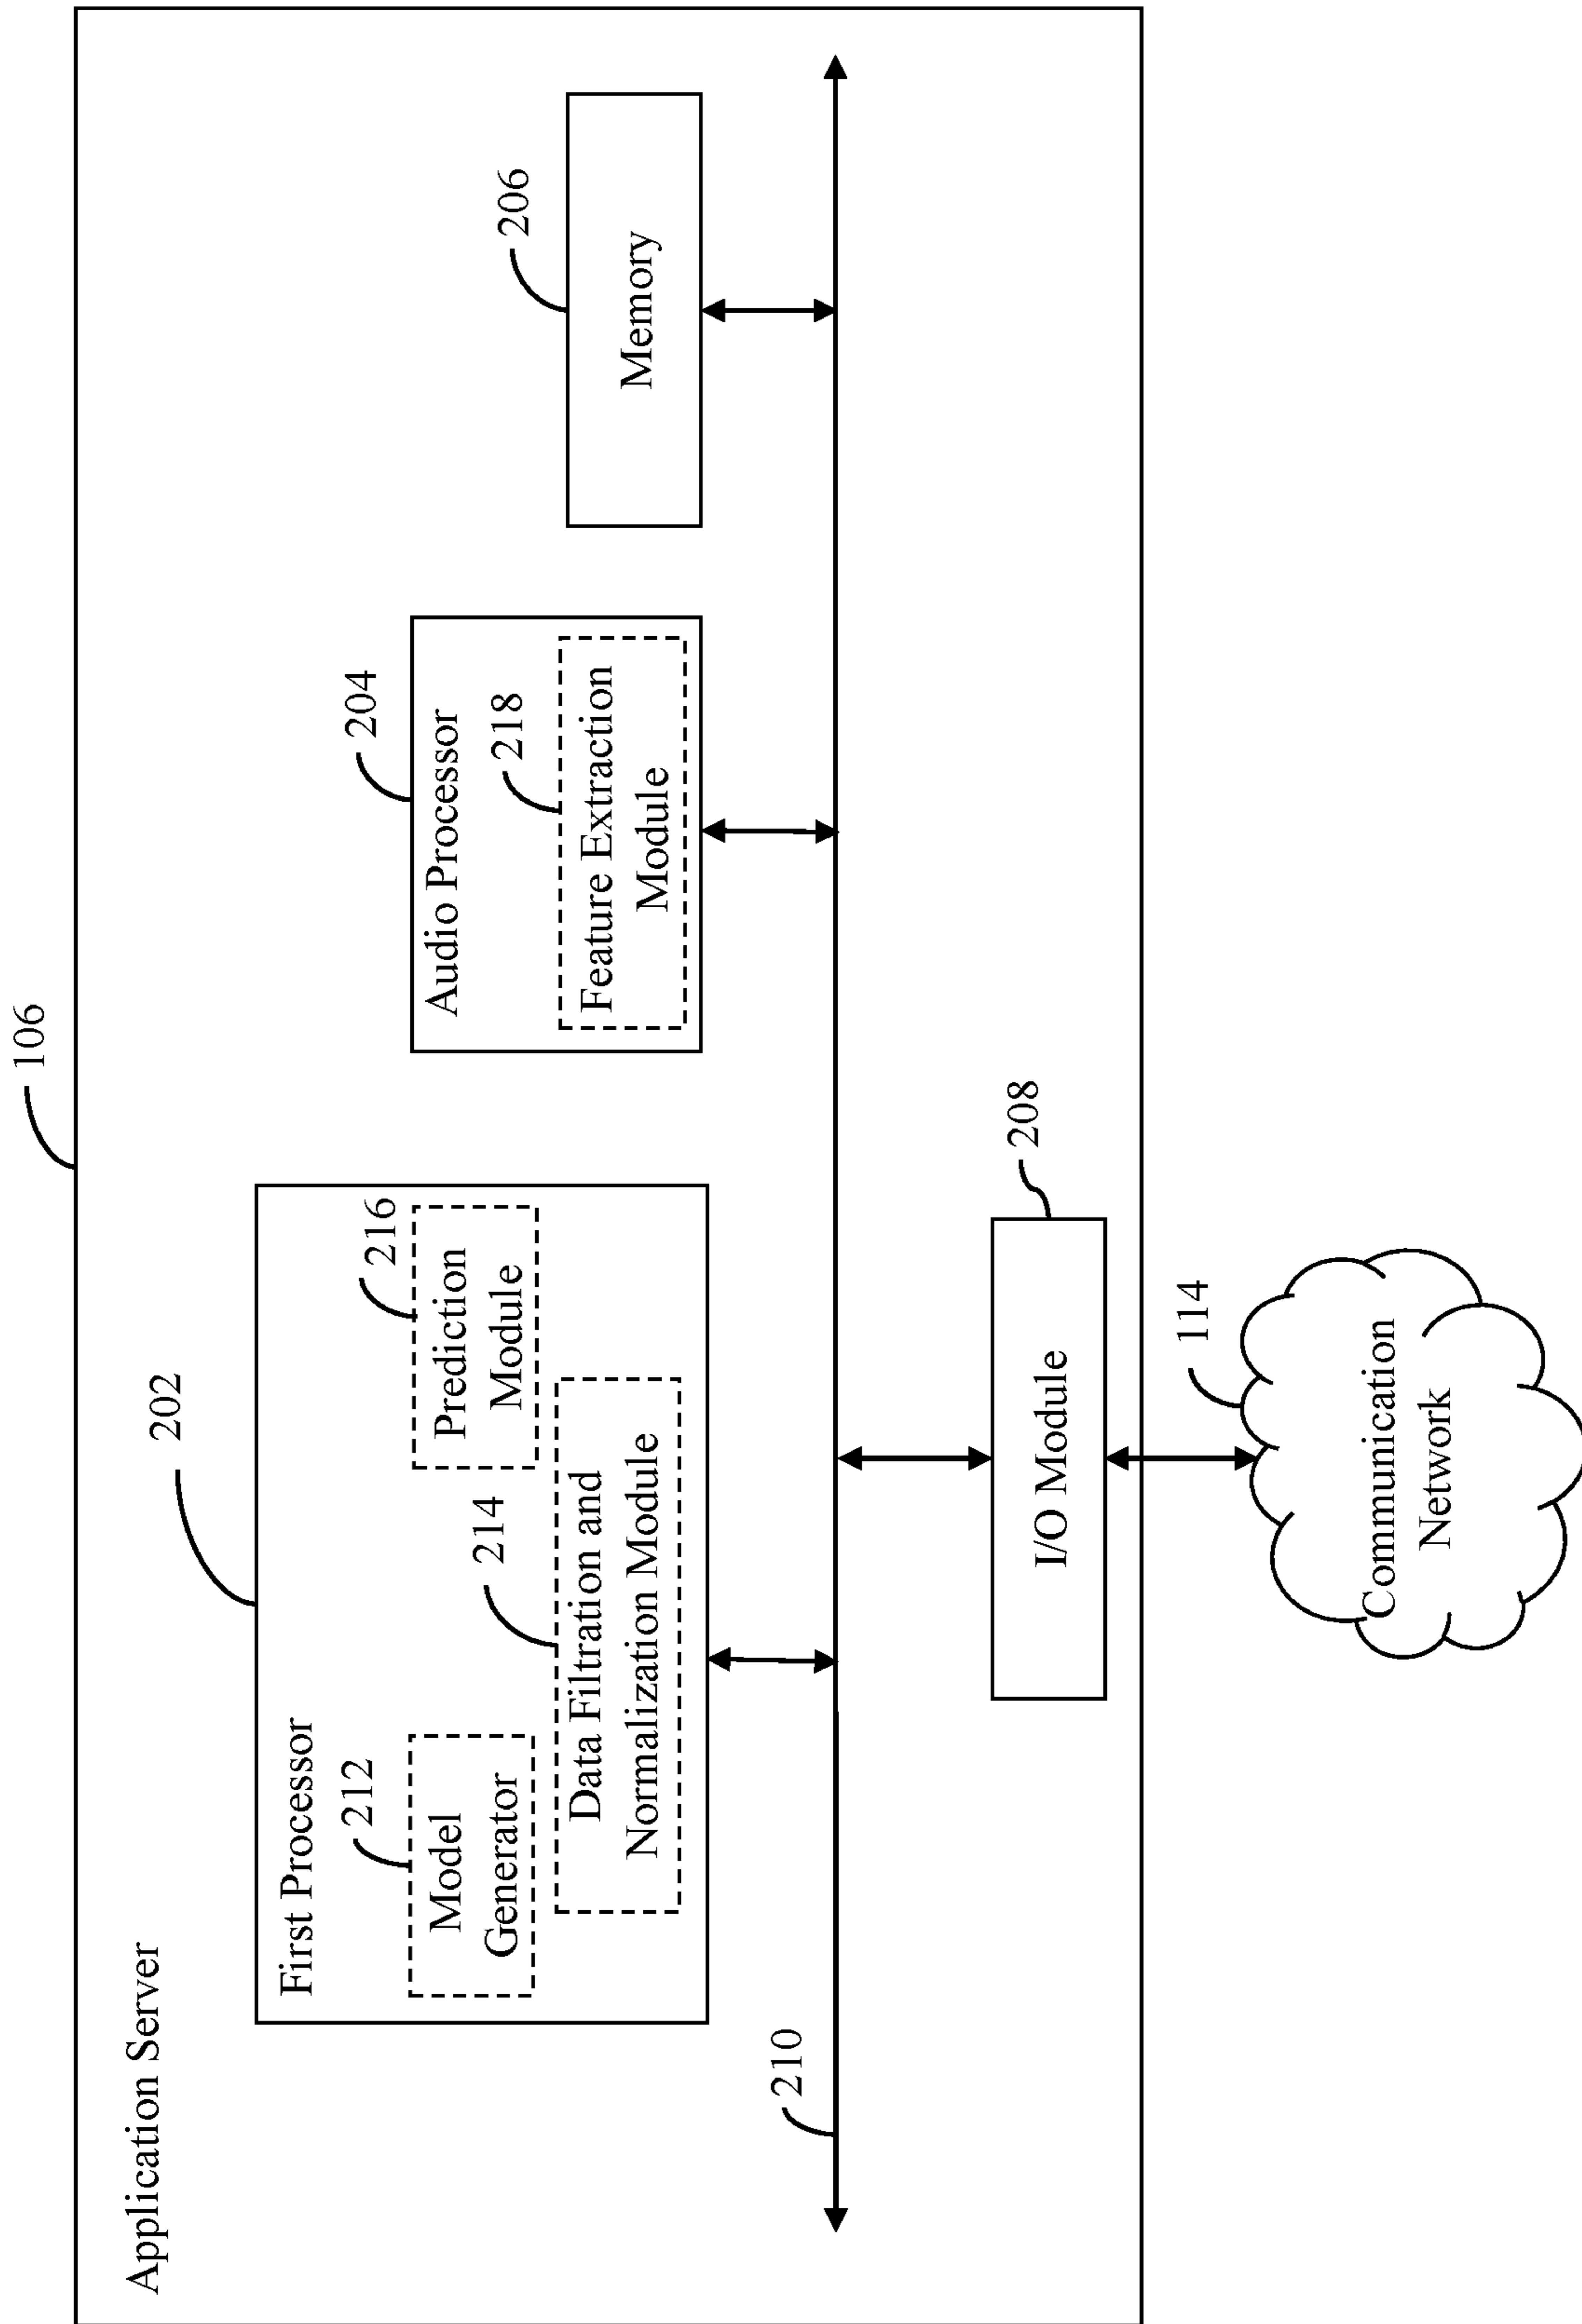 106
Application Server
202
First Processor
212
Model
Generator
216
Prediction
Module
214
Data Filtration and
Normalization Module
204
Audio Processor
218
Feature Extraction
Module
206
Memory
210
208
I/O Module
114
Communication
Network